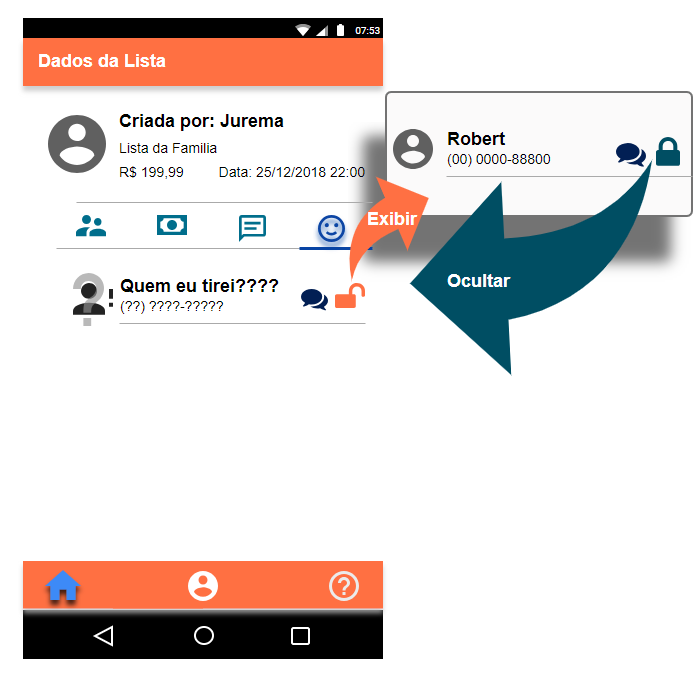 07:53
Dados da Lista
Criada por: Jurema
Lista da Familia
R$ 199,99 Data: 25/12/2018 22:00
Robert
(00) 0000-88800
Exibir
Ocultar
Quem eu tirei????
(??) ????-?????